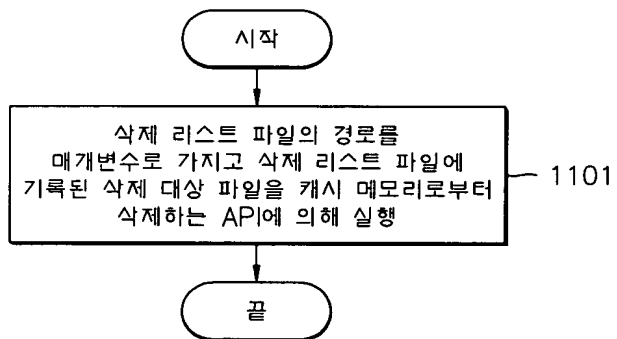 시작
삭제 리스트 파일의 경로를
매개변수로 가지고 삭제 리스트 파일에
기록된 삭제 대상 파일을 캐시 메모리로부터
삭제하는 API에 의해 실행
1101
끝